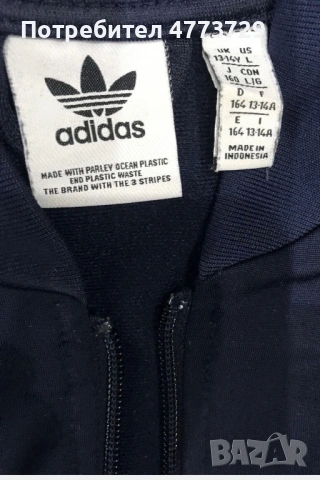 Потребител 4773729
adidas
MADE WITH PARLEY OCEAN PLASTIC
END PLASTIC WASTE
THE BRAND WITH THE 3 STRIPES
UK US
13-14Y L
J CDN
160 L/G
D F
164 13-14A
E I
164 13-14A
MADE IN
INDONESIA
BAZAR